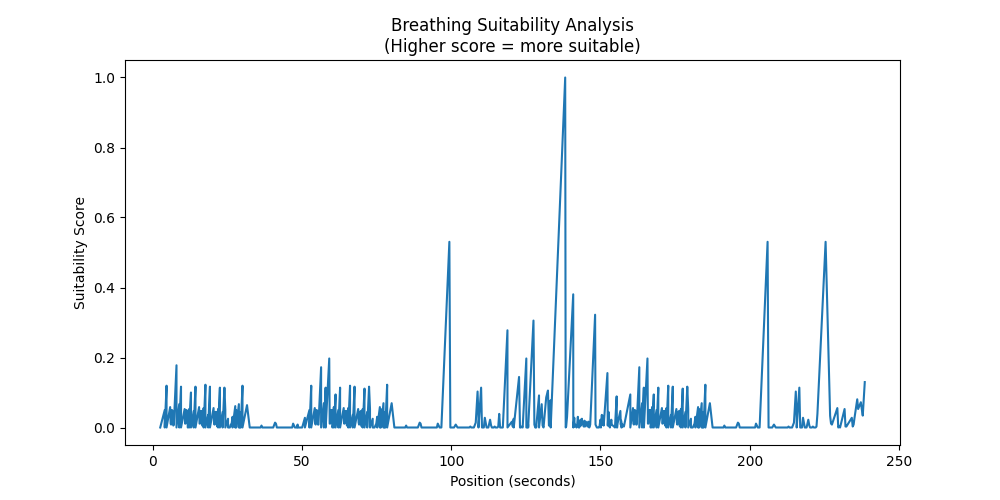 Breathing Suitability Analysis
(Higher score = more suitable)
1.0
0.8
0.6
0.4
0.2
0.0
Suitability Score
0 50 100 150 200 250
Position (seconds)